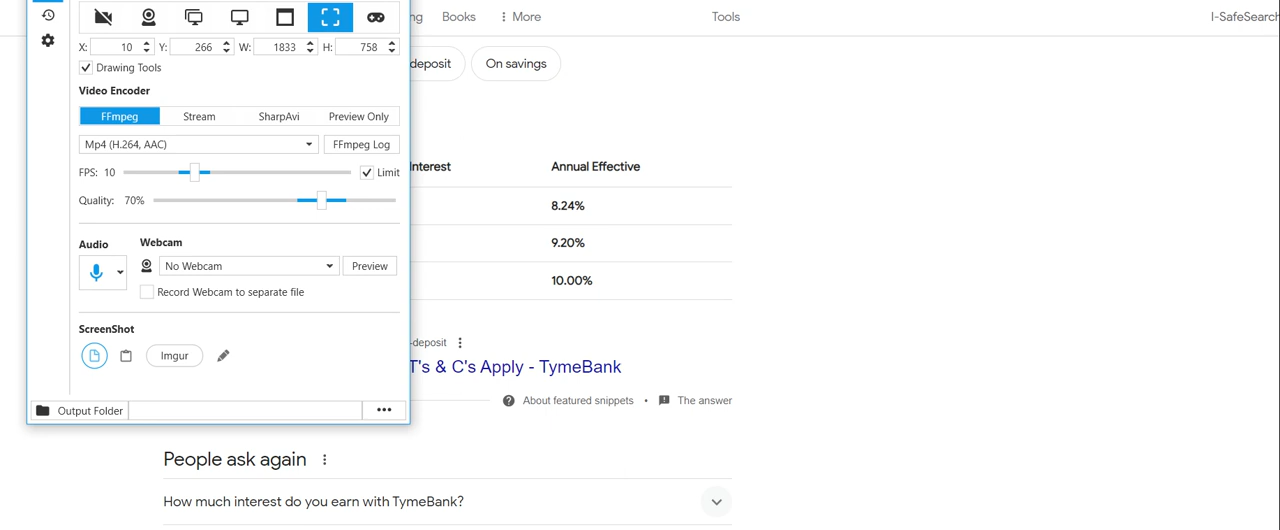 ng Books More Tools I-SafeSearch
X: 10 Y: 266 W: 1833 H: 758
deposit On savings
Drawing Tools
Video Encoder
FFmpeg Stream SharpAvi Preview Only
Mp4 (H.264, AAC) FFmpeg Log
Interest Annual Effective
FPS: 10 Limit
Quality: 70%
8.24%
Audio Webcam
9.20%
No Webcam Preview
10.00%
Record Webcam to separate file
ScreenShot
-deposit
Imgur
T's & C's Apply - TymeBank
About featured snippets • The answer
Output Folder •••
People ask again
How much interest do you earn with TymeBank?